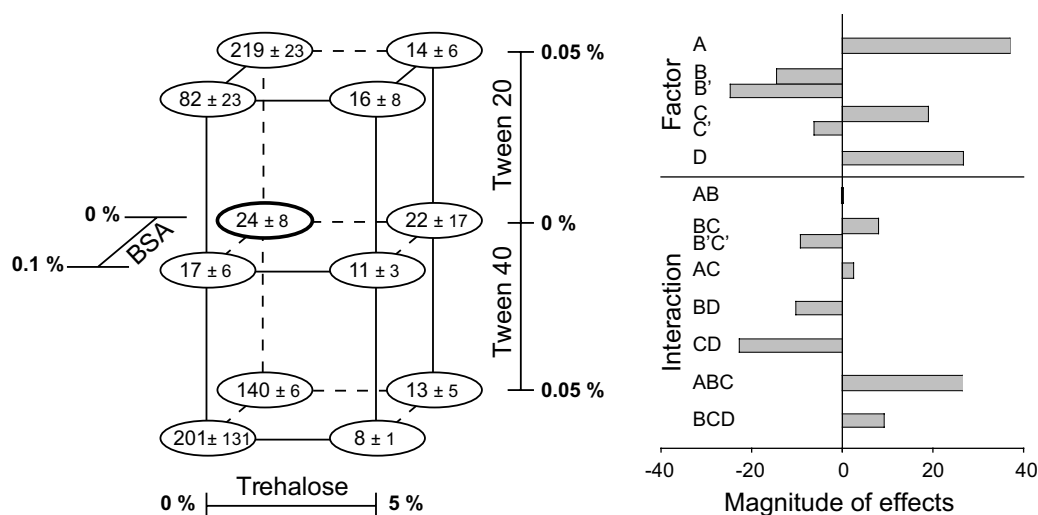 219 ± 23
14 ± 6
0.05 %
82 ± 23
16 ± 8
Tween 20
0 %
24 ± 8
22 ± 17
0 %
BSA
0.1 %
17 ± 6
11 ± 3
Tween 40
140 ± 6
13 ± 5
0.05 %
201± 131
8 ± 1
Trehalose
0 %
5 %
Factor
A
B,
B'
C,
C'
D
Interaction
AB
BC
B'C'
AC
BD
CD
ABC
BCD
-40
-20
0
20
40
Magnitude of effects